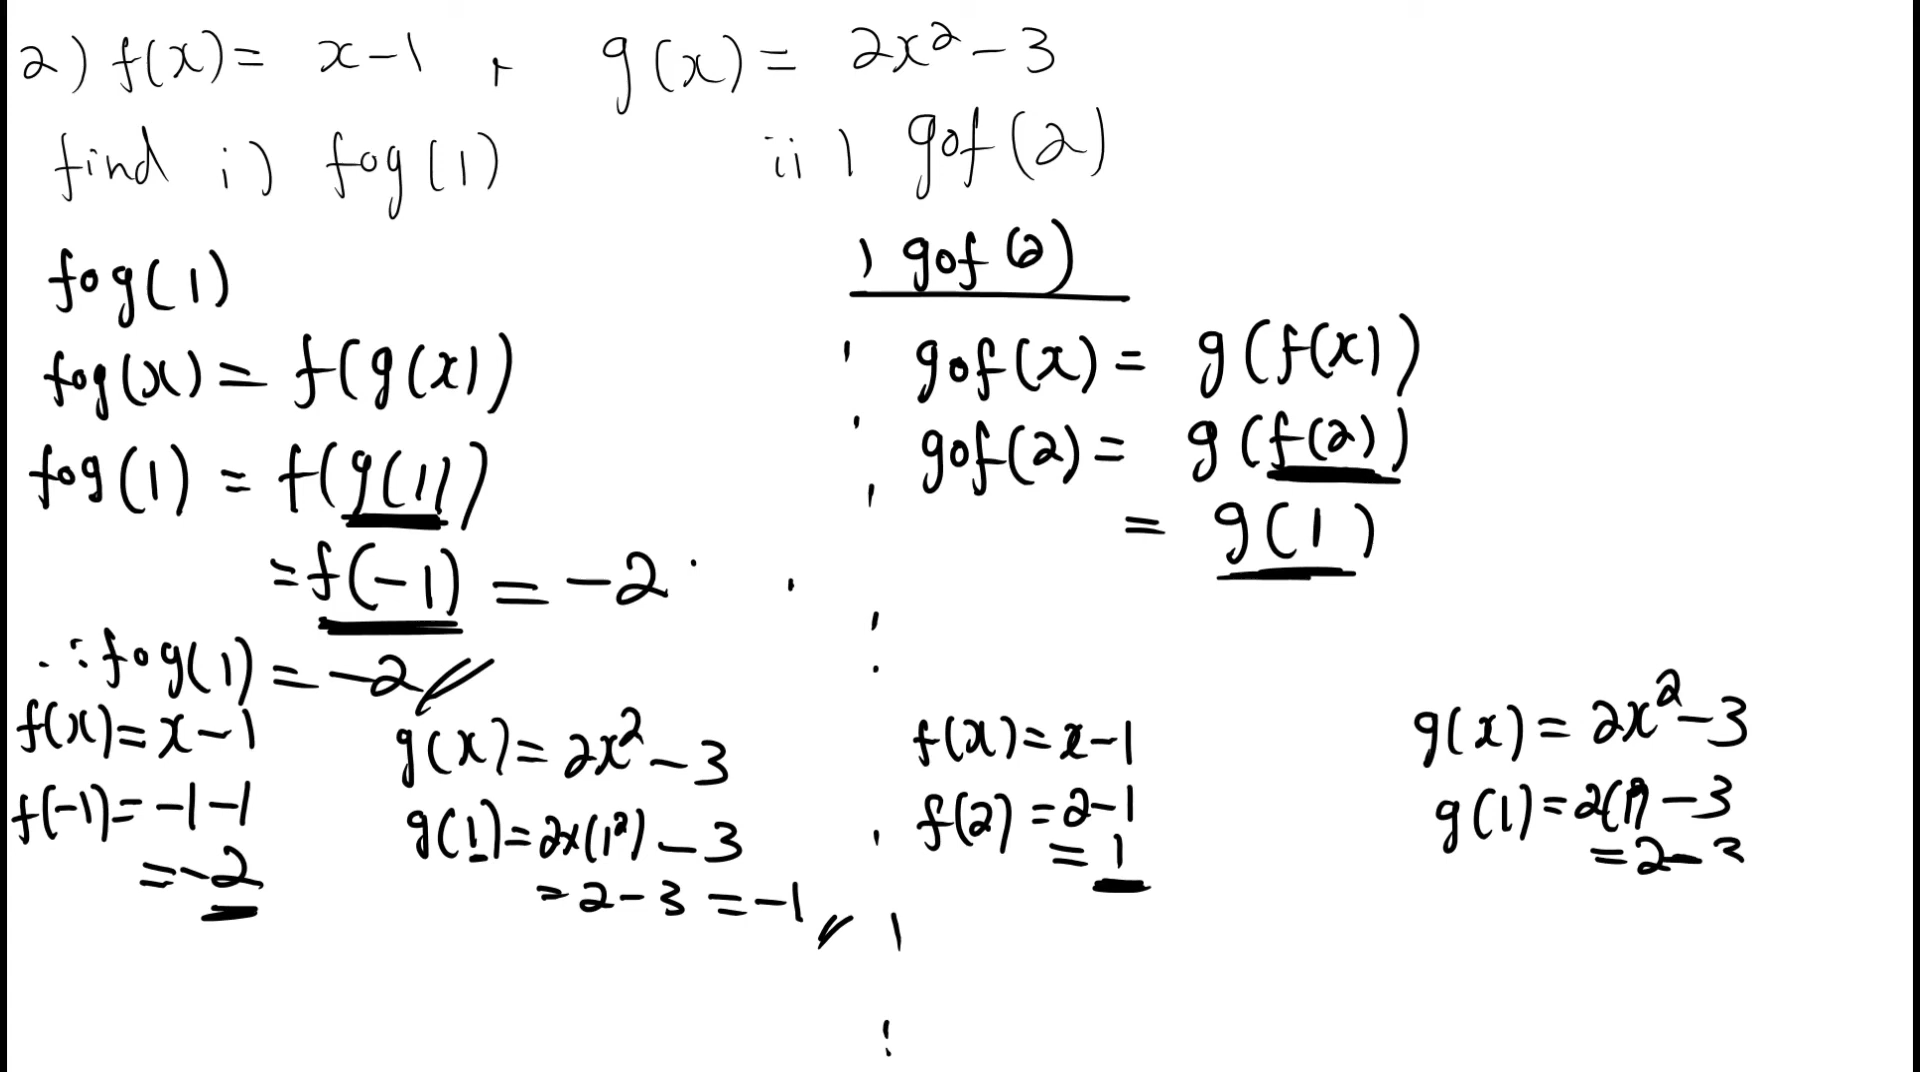 2) f(x) = x-1 , g(x) = 2x²-3
find i) fog(1) ii) gof(2)
fog(1)
fog(x) = f(g(x))
fog(1) = f(g(1))
= f(-1) = -2
∴ fog(1) = -2
f(x) = x-1
f(-1) = -1-1
= -2
g(x) = 2x²-3
g(1) = 2x(1²)-3
= 2-3 = -1
) gof(2)
gof(x) = g(f(x))
gof(2) = g(f(2))
= g(1)
f(x) = x-1
f(2) = 2-1
= 1
g(x) = 2x²-3
g(1) = 2(1²)-3
= 2-3